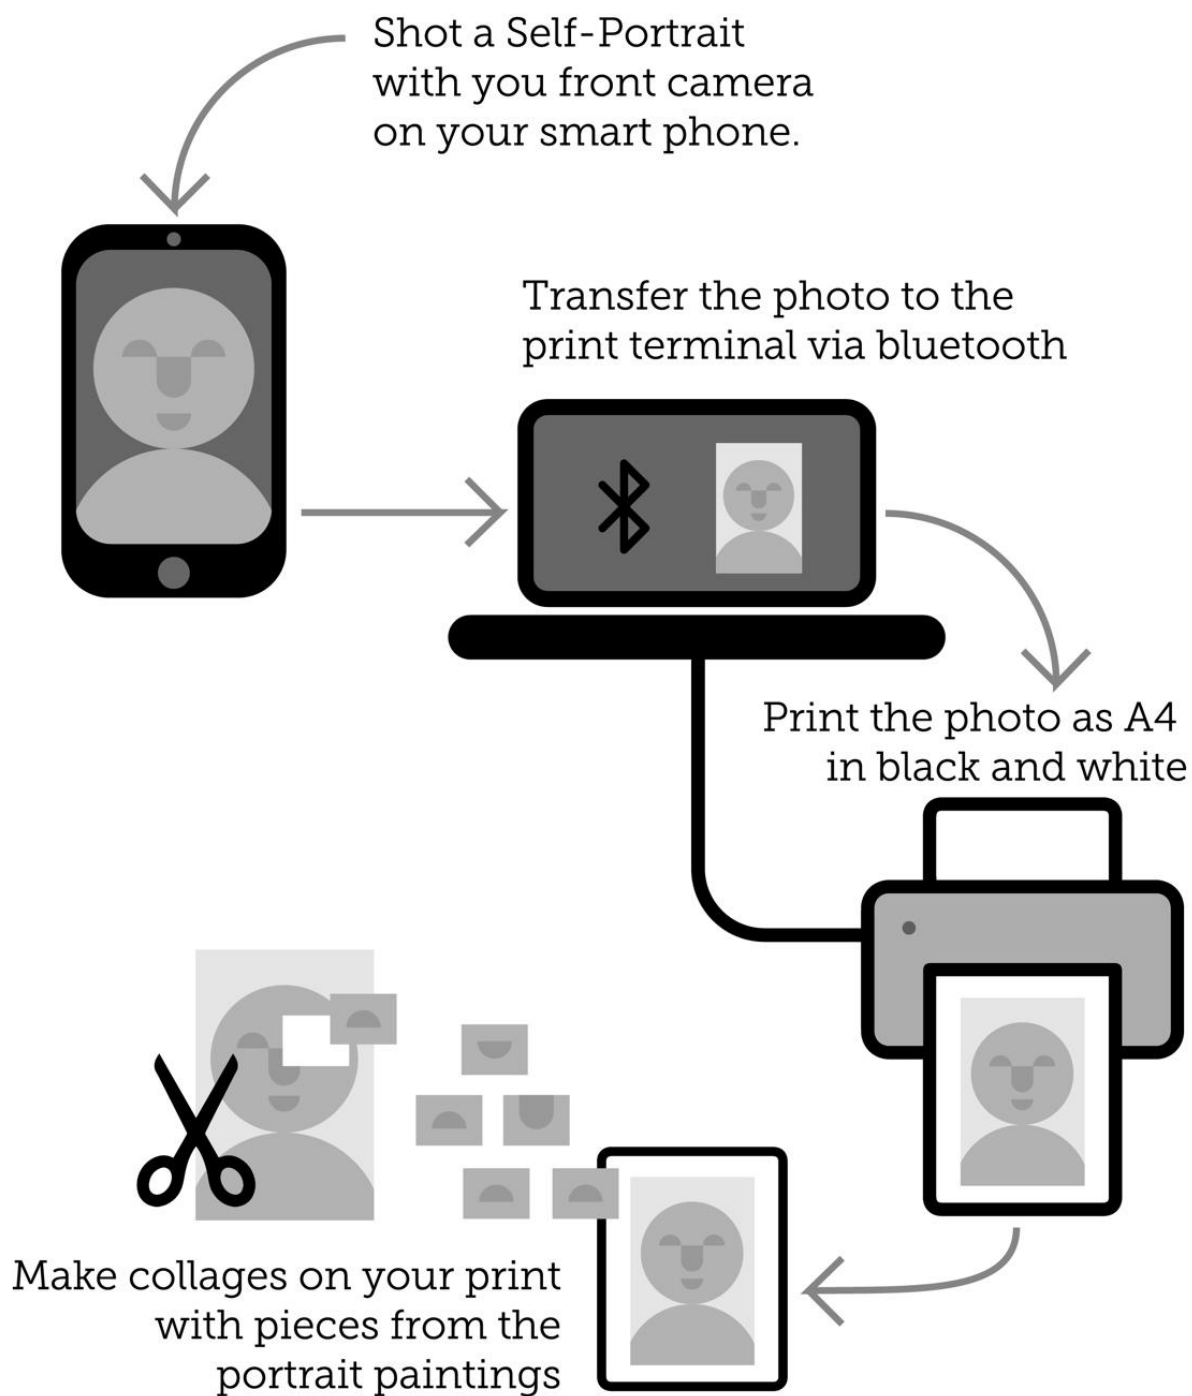 Shot a Self-Portrait
with you front camera
on your smart phone.
Transfer the photo to the
print terminal via bluetooth
Print the photo as A4
in black and white
Make collages on your print
with pieces from the
portrait paintings